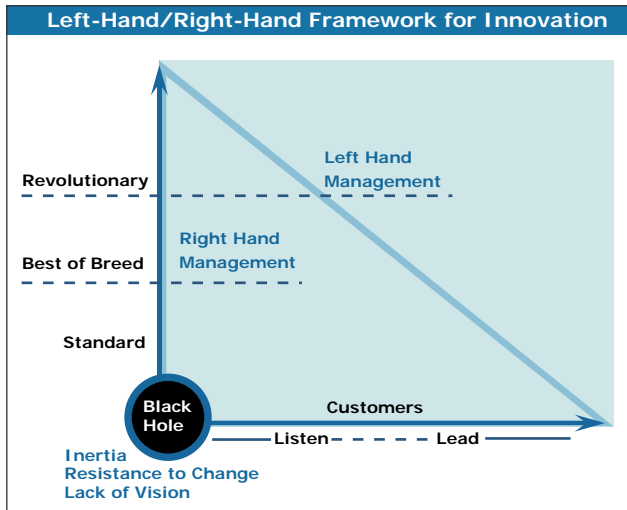 Left-Hand/Right-Hand Framework for Innovation
Left Hand
Management
Revolutionary
Right Hand
Management
Best of Breed
Standard
Black
Hole
Customers
Listen
Lead
Inertia
Resistance to Change
Lack of Vision